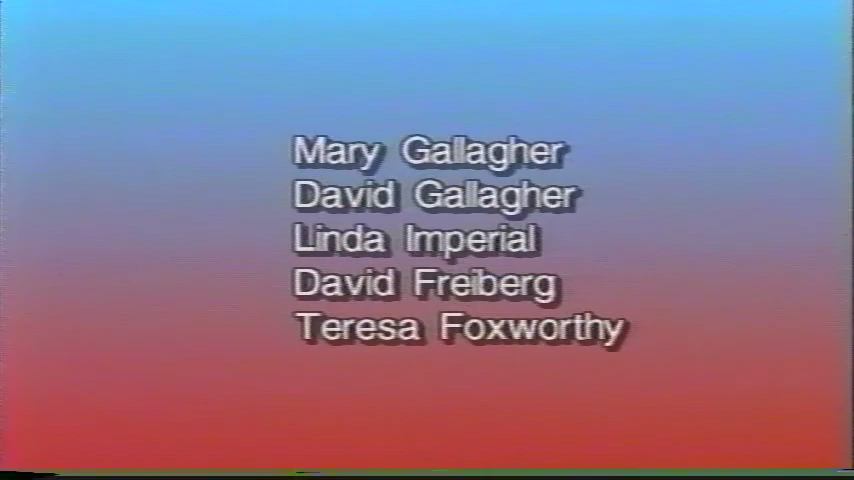 Mary Gallagher
David Gallagher
Linda Imperial
David Freiberg
Teresa Foxworthy